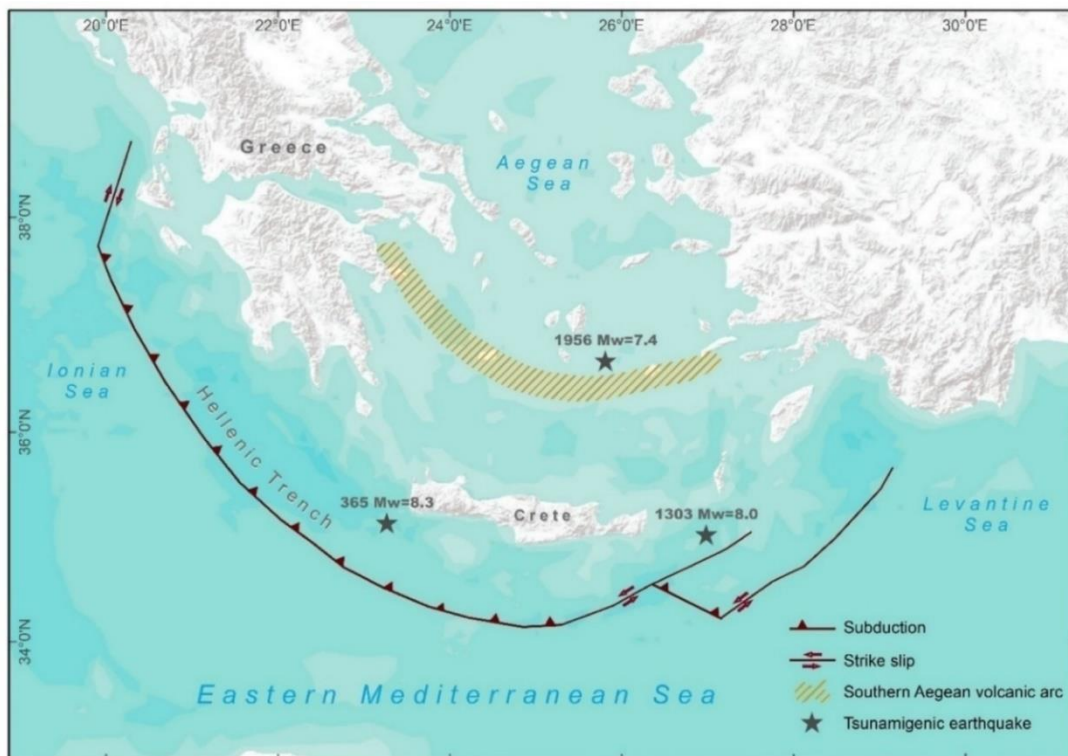 20°0'E 22°0'E 24°0'E 26°0'E 28°0'E 30°0'E
Greece
Aegean
Sea
38°0'N
1956 Mw=7.4
Ionian
Sea
Hellenic Trench
36°0'N
365 Mw=8.3
Crete
1303 Mw=8.0
Levantine
Sea
34°0'N
Eastern Mediterranean Sea
Subduction
Strike slip
Southern Aegean volcanic arc
Tsunamigenic earthquake